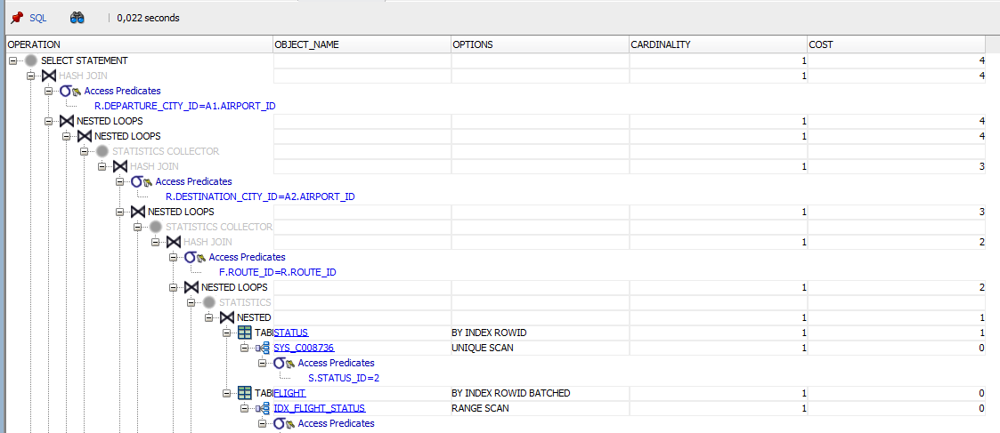 SQL | 0,022 seconds
OPERATION OBJECT_NAME OPTIONS CARDINALITY COST
SELECT STATEMENT 1 4
HASH JOIN 1 4
Access Predicates
R.DEPARTURE_CITY_ID=A1.AIRPORT_ID
NESTED LOOPS 1 4
NESTED LOOPS 1 4
STATISTICS COLLECTOR
HASH JOIN 1 3
Access Predicates
R.DESTINATION_CITY_ID=A2.AIRPORT_ID
NESTED LOOPS 1 3
STATISTICS COLLECTOR
HASH JOIN 1 2
Access Predicates
F.ROUTE_ID=R.ROUTE_ID
NESTED LOOPS 1 2
STATISTICS
NESTED 1 1
TABI STATUS BY INDEX ROWID 1 1
SYS_C008736 UNIQUE SCAN 1 0
Access Predicates
S.STATUS_ID=2
TABI FLIGHT BY INDEX ROWID BATCHED 1 0
IDX_FLIGHT_STATUS RANGE SCAN 1 0
Access Predicates